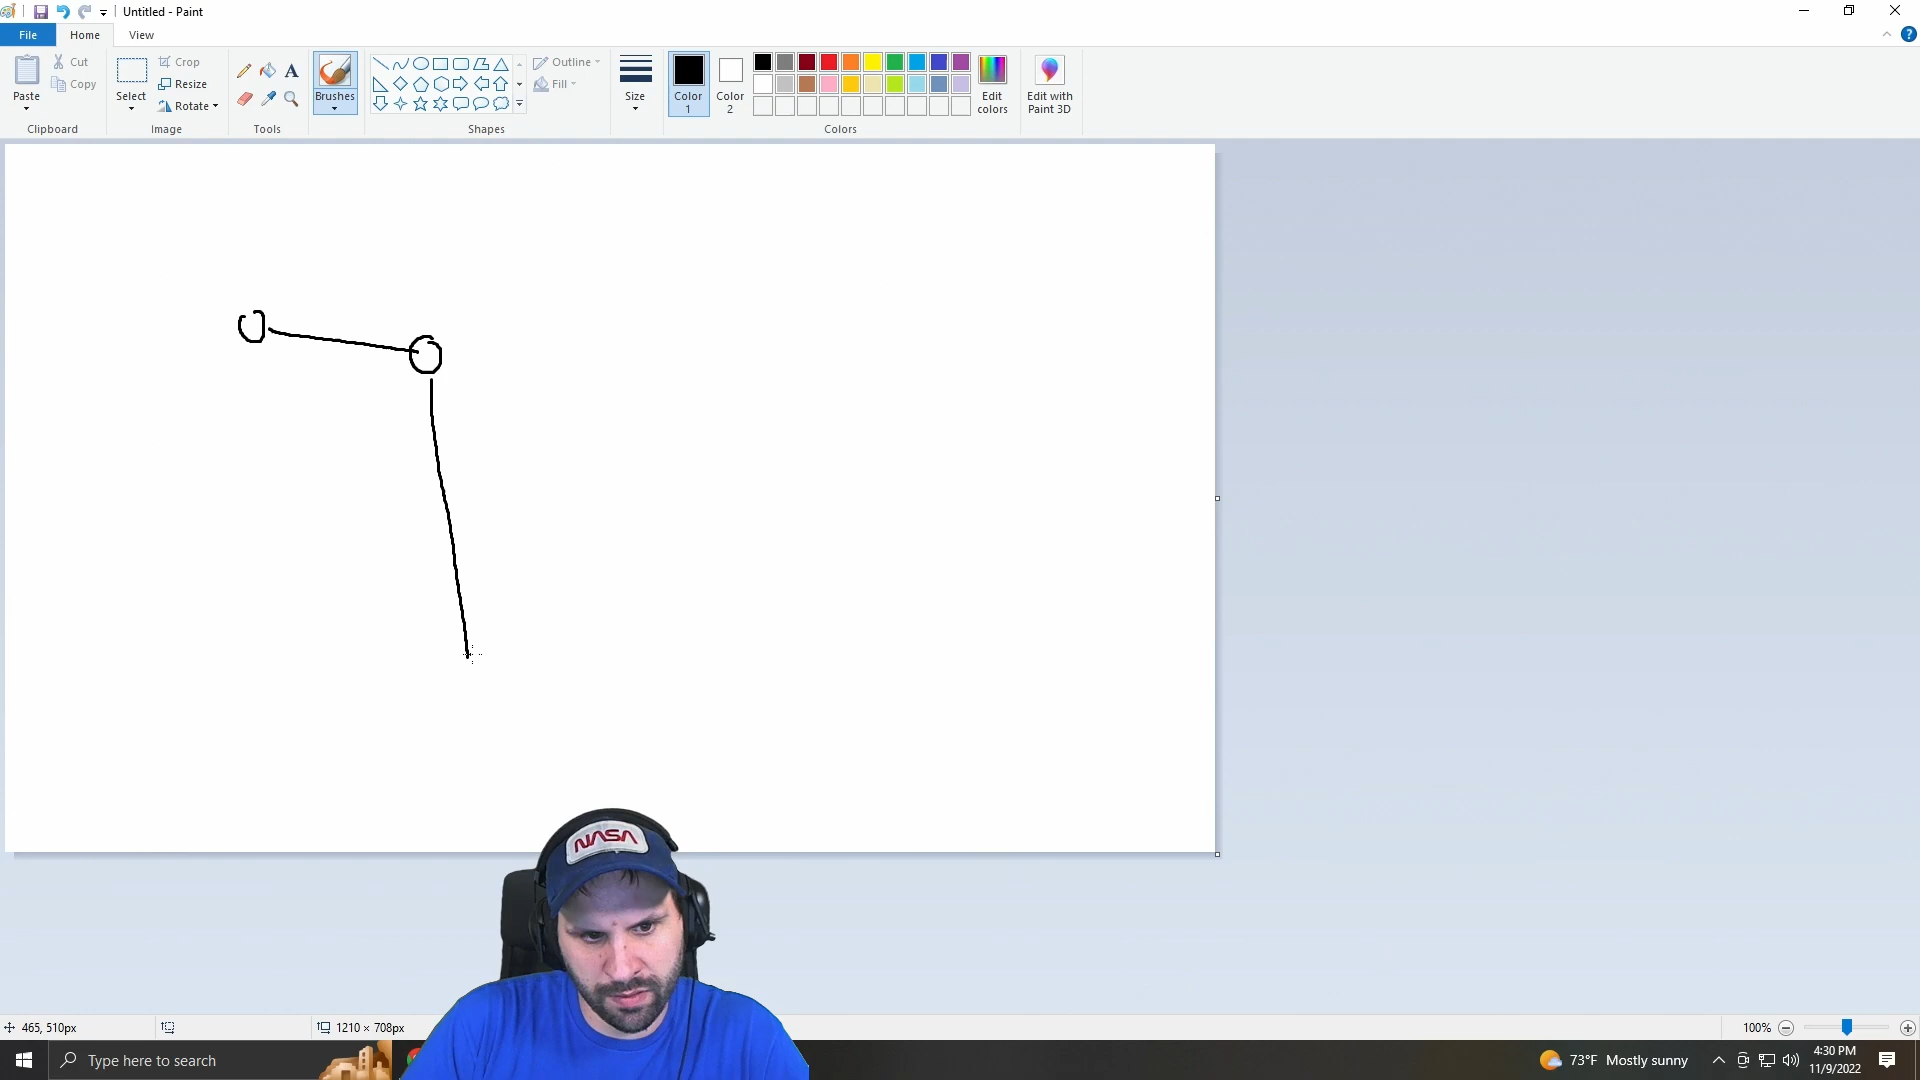 Untitled - Paint
File Home View
Paste
Cut
Copy
Clipboard
Select
Crop
Resize
Rotate
Image
A
Tools
Brushes
Shapes
Outline
Fill
Size
Color 1
Color 2
Colors
Edit colors
Edit with Paint 3D
?
NASA
465, 510px
1210 × 708px
100%
Type here to search
73°F Mostly sunny
4:30 PM
11/9/2022